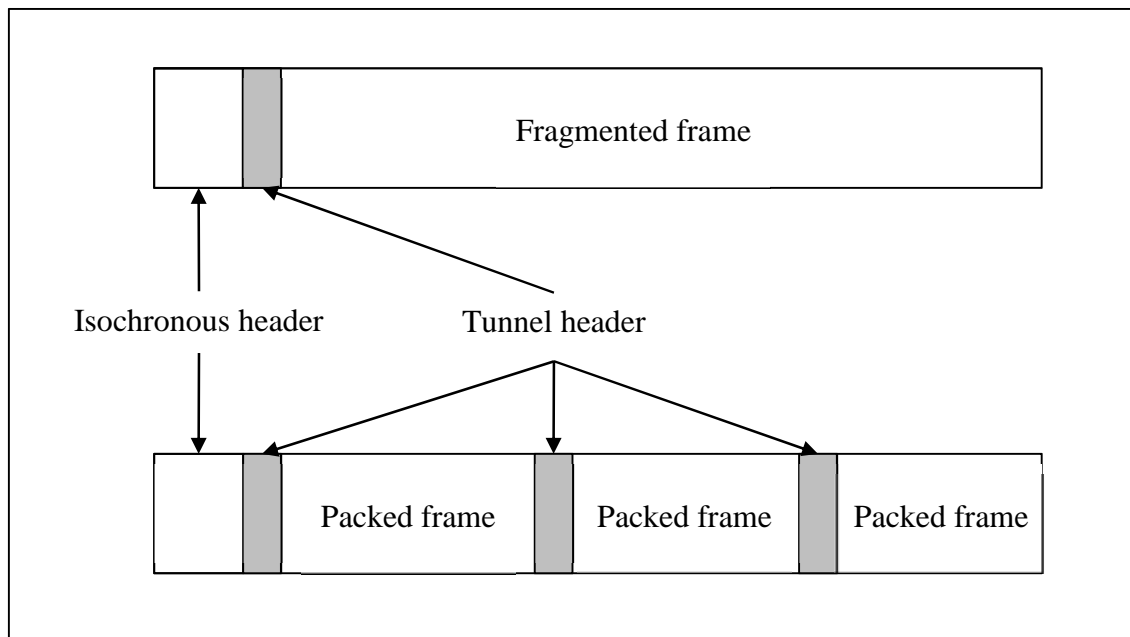 Fragmented frame
Isochronous header
Tunnel header
Packed frame
Packed frame
Packed frame